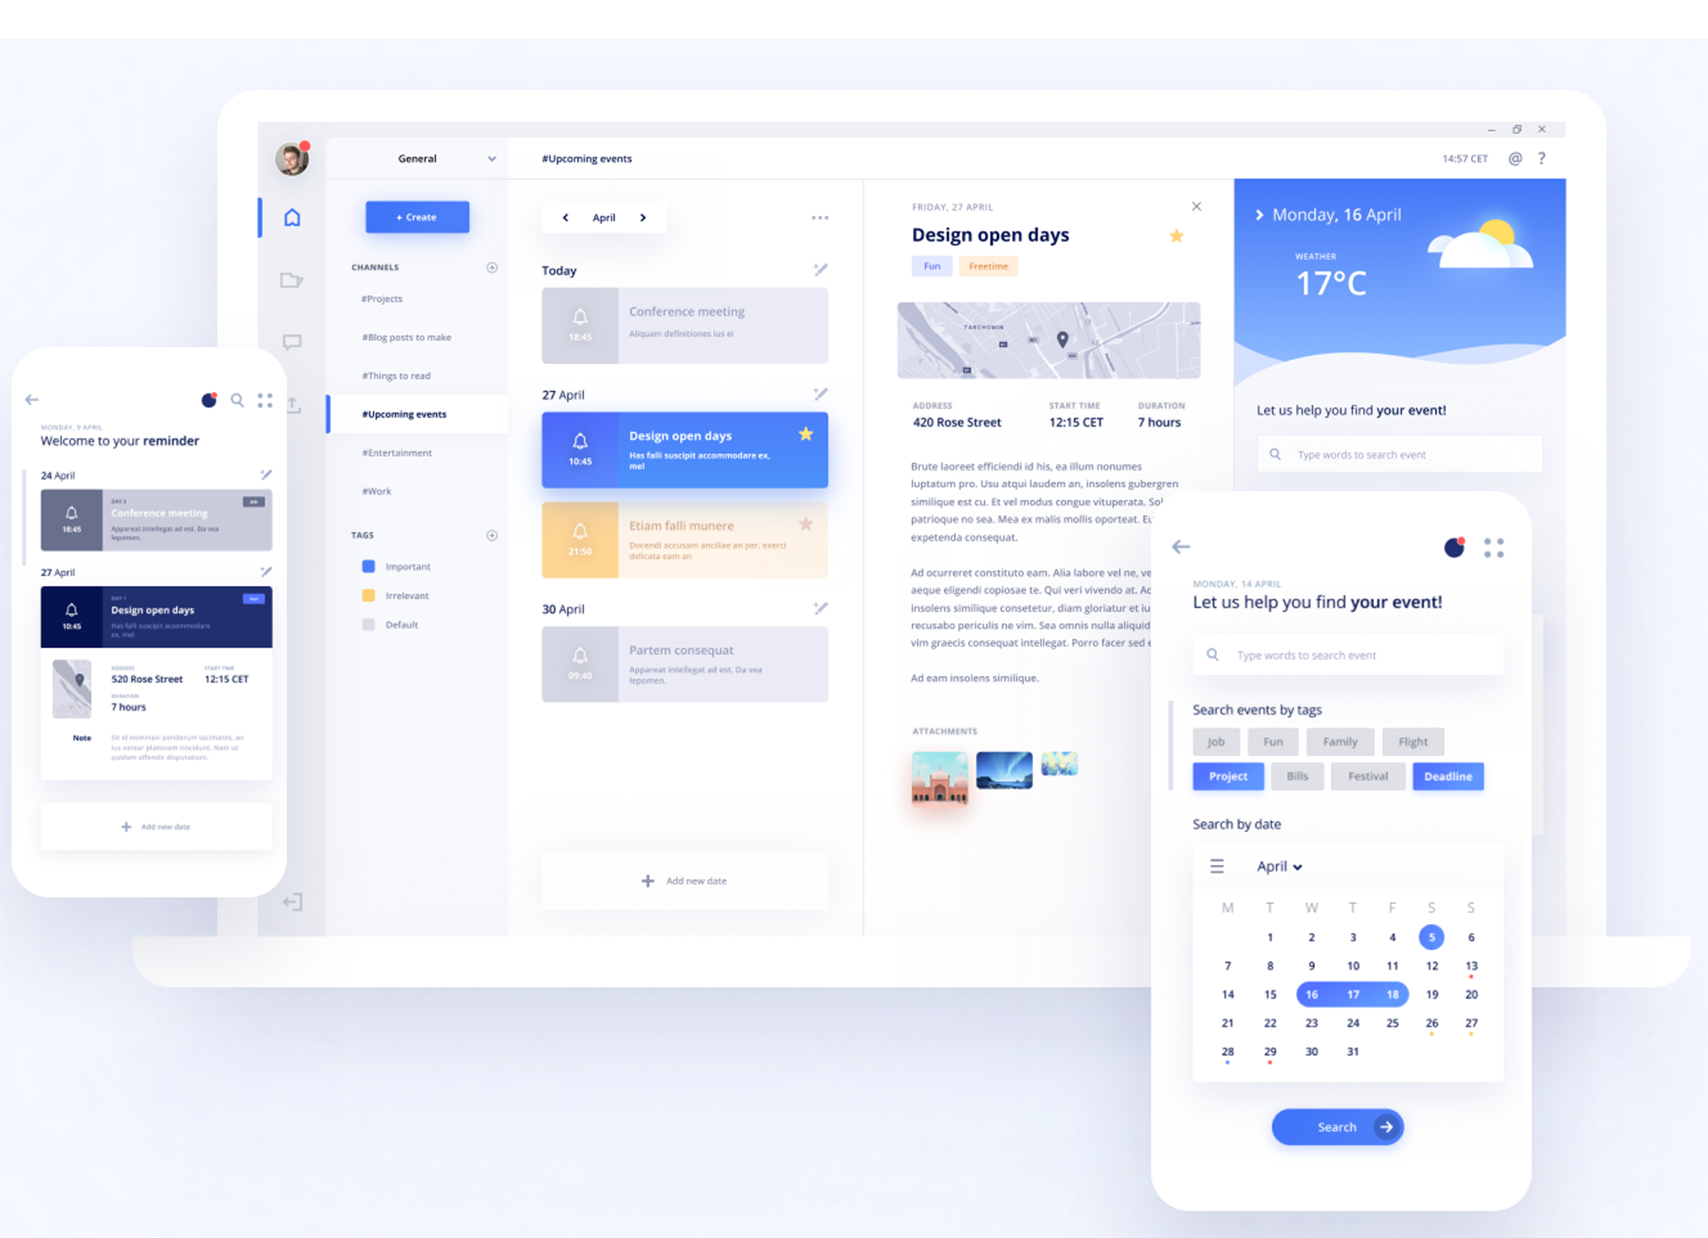 General
#Upcoming events
14:57 CET
@
?
+ Create
CHANNELS
#Projects
#Blog posts to make
#Things to read
#Upcoming events
#Entertainment
#Work
TAGS
Important
Irrelevant
Default
April
Today
18:45
Conference meeting
Aliquam definitiones ius ei
27 April
10:45
Design open days
Has falli suscipit accommodare ex,
mel
21:50
Etiam falli munere
Docendi accusam ancillae an per, exerci
delicata eam an
30 April
09:40
Partem consequat
Appareat intellegat ad est. Da vea
lepomen.
+ Add new date
FRIDAY, 27 APRIL
Design open days
Fun
Freetime
TARCHOMIN
ADDRESS
START TIME
DURATION
420 Rose Street
12:15 CET
7 hours
Brute laoreet efficiendi id his, ea illum nonumes
luptatum pro. Usu atqui laudem an, insolens gubergren
similique est cu. Et vel modus congue vituperata. Sol
patrioque no sea. Mea ex malis mollis oporteat. Eu
expetenda consequat.
Ad ocurreret constituto eam. Alia labore vel ne, ve
aeque eligendi copiosae te. Qui veri vivendo at. Ac
insolens similique consetetur, diam gloriatur et iu
recusabo periculis ne vim. Sea omnis nulla aliquid
vim graecis consequat intellegat. Porro facer sed e
Ad eam insolens similique.
ATTACHMENTS
Monday, 16 April
WEATHER
17°C
Let us help you find your event!
Type words to search event
MONDAY, 9 APRIL
Welcome to your reminder
24 April
18:45
DAY 3
Job
Conference meeting
Appareat intellegat ad est. Da vea
lepomen.
27 April
10:45
DAY 1
Fun
Design open days
Has falli suscipit accommodare
ex, mel
ADDRESS
START TIME
520 Rose Street
12:15 CET
DURATION
7 hours
Note
Sit id nominavi ponderum tacimates, an
ius verear platonem tincidunt. Nam ut
quidam offendit disputationi.
+ Add new date
MONDAY, 14 APRIL
Let us help you find your event!
Type words to search event
Search events by tags
Job
Fun
Family
Flight
Project
Bills
Festival
Deadline
Search by date
April
M T W T F S S
1 2 3 4 5 6
7 8 9 10 11 12 13
14 15 16 17 18 19 20
21 22 23 24 25 26 27
28 29 30 31
Search